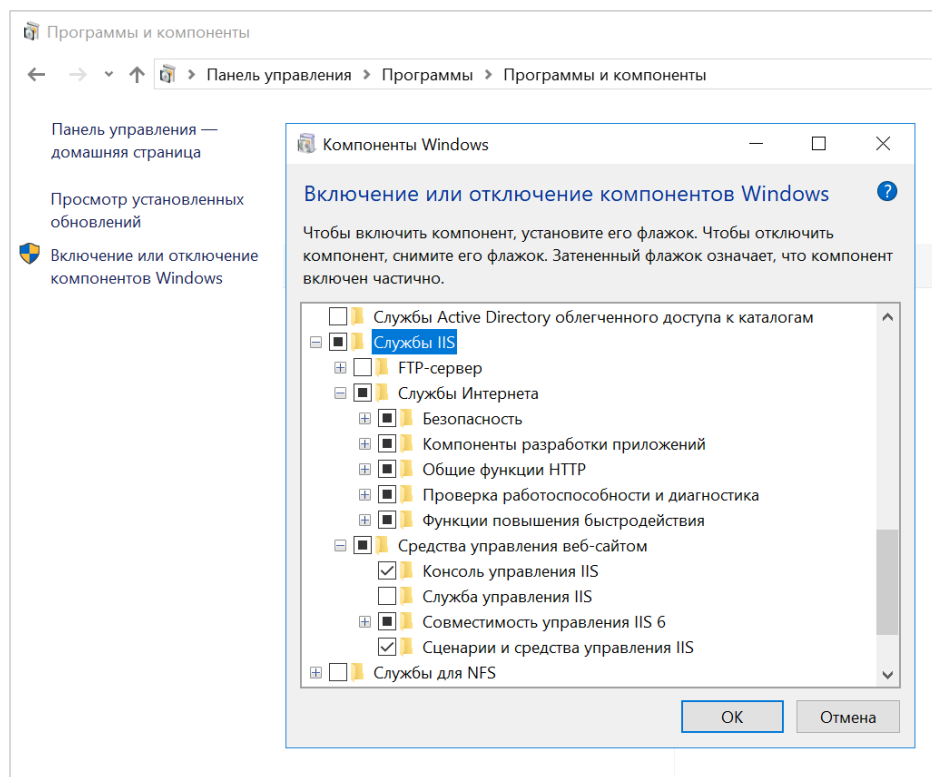 Программы и компоненты
Панель управления > Программы > Программы и компоненты
Панель управления —
домашняя страница
Просмотр установленных
обновлений
Включение или отключение
компонентов Windows
Компоненты Windows
Включение или отключение компонентов Windows
?
Чтобы включить компонент, установите его флажок. Чтобы отключить
компонент, снимите его флажок. Затененный флажок означает, что компонент
включен частично.
Службы Active Directory облегченного доступа к каталогам
Службы IIS
FTP-сервер
Службы Интернета
Безопасность
Компоненты разработки приложений
Общие функции HTTP
Проверка работоспособности и диагностика
Функции повышения быстродействия
Средства управления веб-сайтом
Консоль управления IIS
Служба управления IIS
Совместимость управления IIS 6
Сценарии и средства управления IIS
Службы для NFS
ОК
Отмена